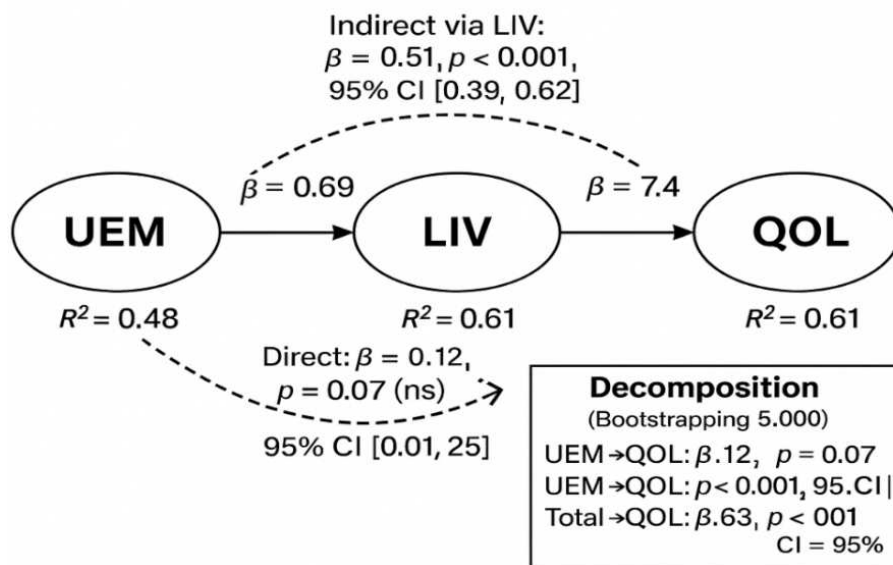 Indirect via LIV:
β = 0.51, p < 0.001,
95% CI [0.39, 0.62]
β = 0.69
β = 7.4
UEM
LIV
QOL
R² = 0.48
R² = 0.61
R² = 0.61
Direct: β = 0.12,
p = 0.07 (ns)
95% CI [0.01, 25]
Decomposition
(Bootstrapping 5.000)
UEM→QOL: β.12, p = 0.07
UEM→QOL: p< 0.001, 95.CI |
Total→QOL: β.63, p < 001
CI = 95%